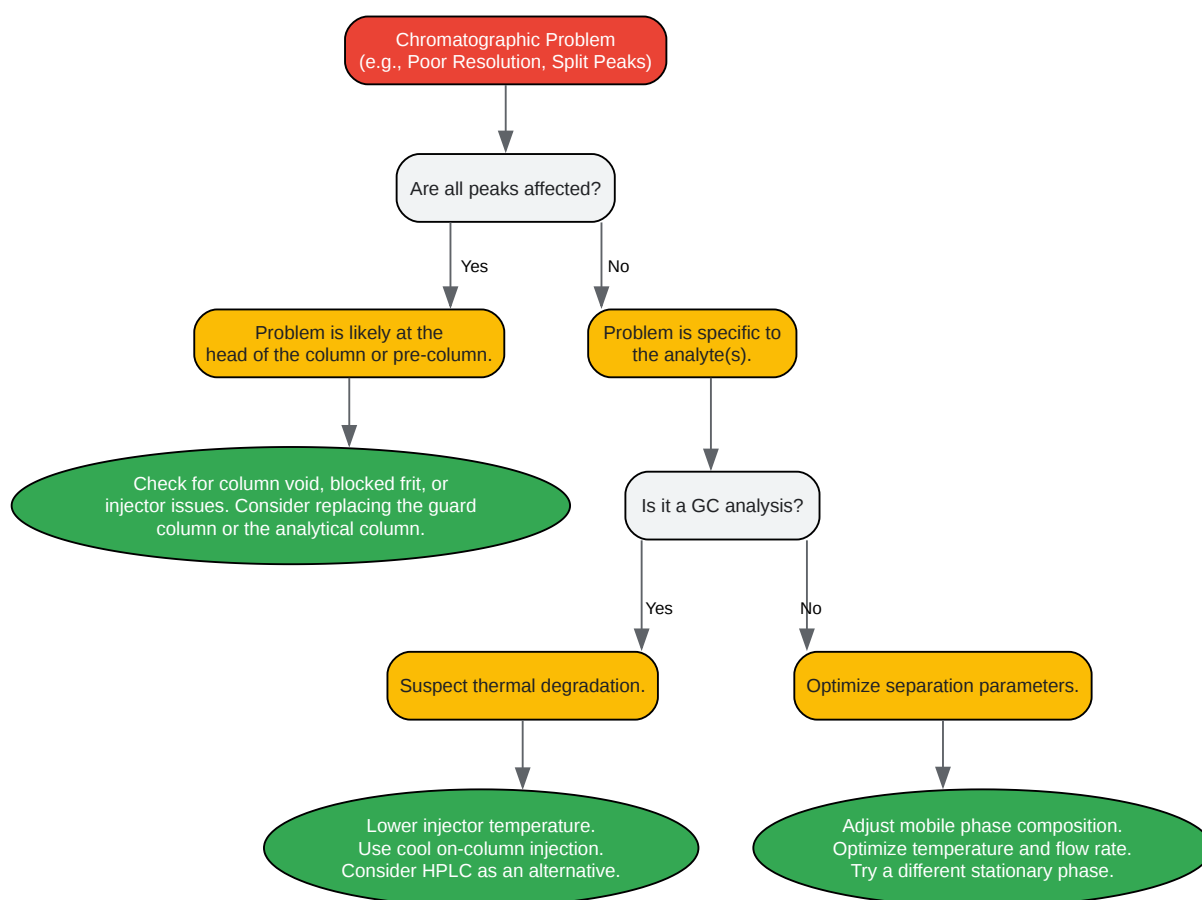 Chromatographic Problem
(e.g., Poor Resolution, Split Peaks)
Are all peaks affected?
Yes
No
Problem is likely at the
head of the column or pre-column.
Problem is specific to
the analyte(s).
Check for column void, blocked frit, or
injector issues. Consider replacing the guard
column or the analytical column.
Is it a GC analysis?
Yes
No
Suspect thermal degradation.
Optimize separation parameters.
Lower injector temperature.
Use cool on-column injection.
Consider HPLC as an alternative.
Adjust mobile phase composition.
Optimize temperature and flow rate.
Try a different stationary phase.